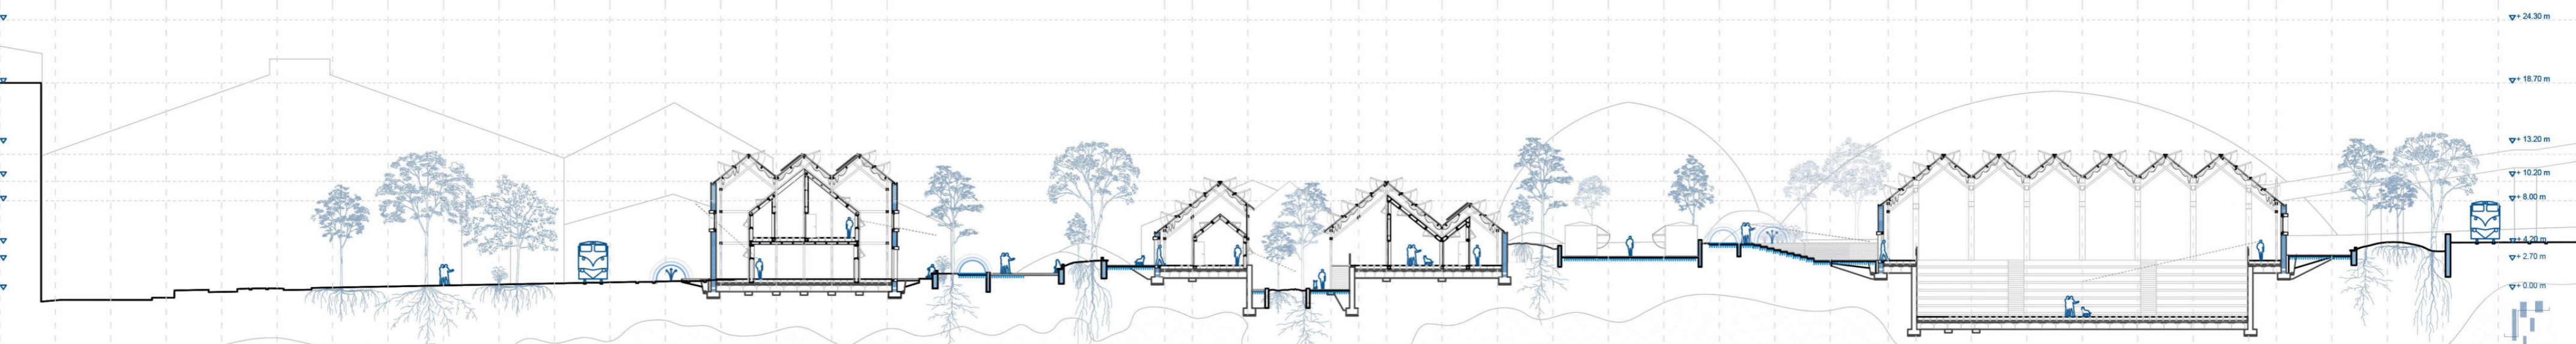 + 24.30 m
+ 18.70 m
+ 13.20 m
+ 10.20 m
+ 8.00 m
+ 4.20 m
+ 2.70 m
+ 0.00 m